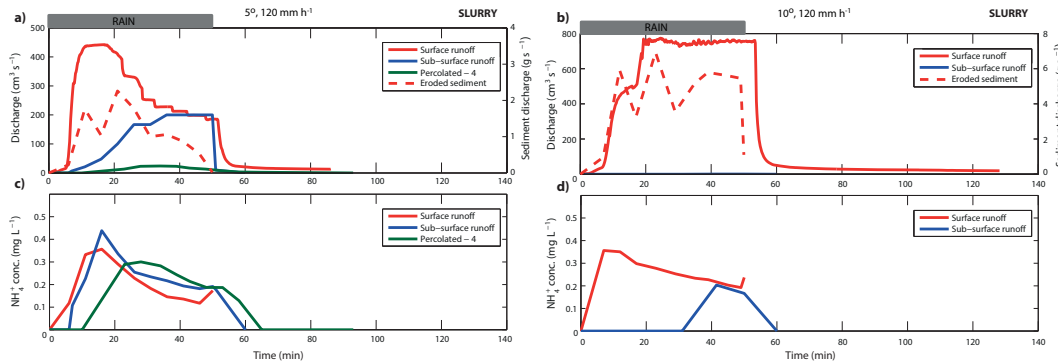 a)
5º, 120 mm h⁻¹
SLURRY
RAIN
500
400
300
200
100
0
Discharge (cm³ s⁻¹)
4
3
2
1
0
Sediment discharge (g s⁻¹)
Surface runoff
Sub−surface runoff
Percolated − 4
Eroded sediment
0 20 40 60 80 100 120 140
b)
10º, 120 mm h⁻¹
SLURRY
RAIN
800
600
400
200
0
Discharge (cm³ s⁻¹)
8
7
6
5
4
3
2
1
0
Surface runoff
Sub−surface runoff
Percolated − 4
Eroded sediment
0 20 40 60 80 100 120 140
c)
0.5
0.4
0.3
0.2
0.1
0
NH₄⁺ conc. (mg L⁻¹)
Surface runoff
Sub−surface runoff
Percolated − 4
0 20 40 60 80 100 120 140
Time (min)
d)
0.5
0.4
0.3
0.2
0.1
0
NH₄⁺ conc. (mg L⁻¹)
Surface runoff
Sub−surface runoff
0 20 40 60 80 100 120 140
Time (min)